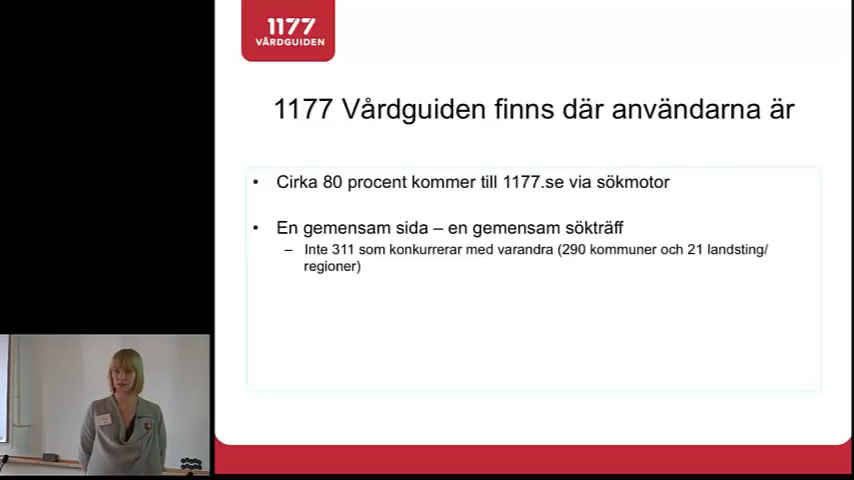 1177
VÅRDGUIDEN
1177 Vårdguiden finns där användarna är
• Cirka 80 procent kommer till 1177.se via sökmotor
• En gemensam sida – en gemensam sökträff
– Inte 311 som konkurrerar med varandra (290 kommuner och 21 landsting/
regioner)